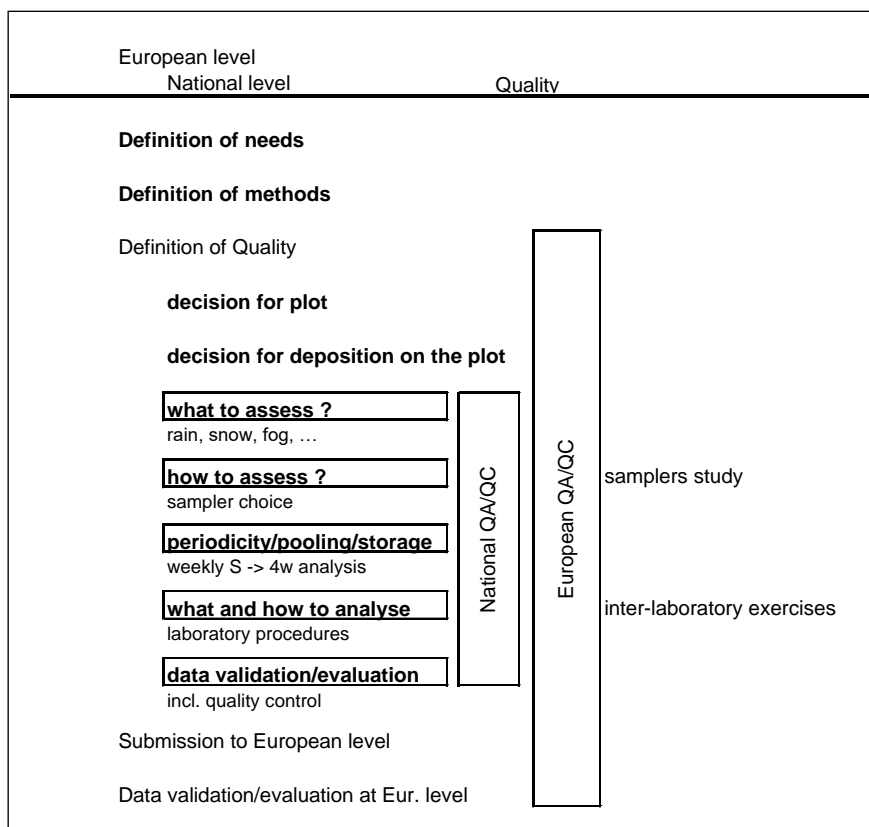 European level
National level
Quality
Definition of needs
Definition of methods
Definition of Quality
decision for plot
decision for deposition on the plot
what to assess ?
rain, snow, fog, …
how to assess ?
sampler choice
periodicity/pooling/storage
weekly S -> 4w analysis
what and how to analyse
laboratory procedures
data validation/evaluation
incl. quality control
Submission to European level
Data validation/evaluation at Eur. level
National QA/QC
European QA/QC
samplers study
inter-laboratory exercises